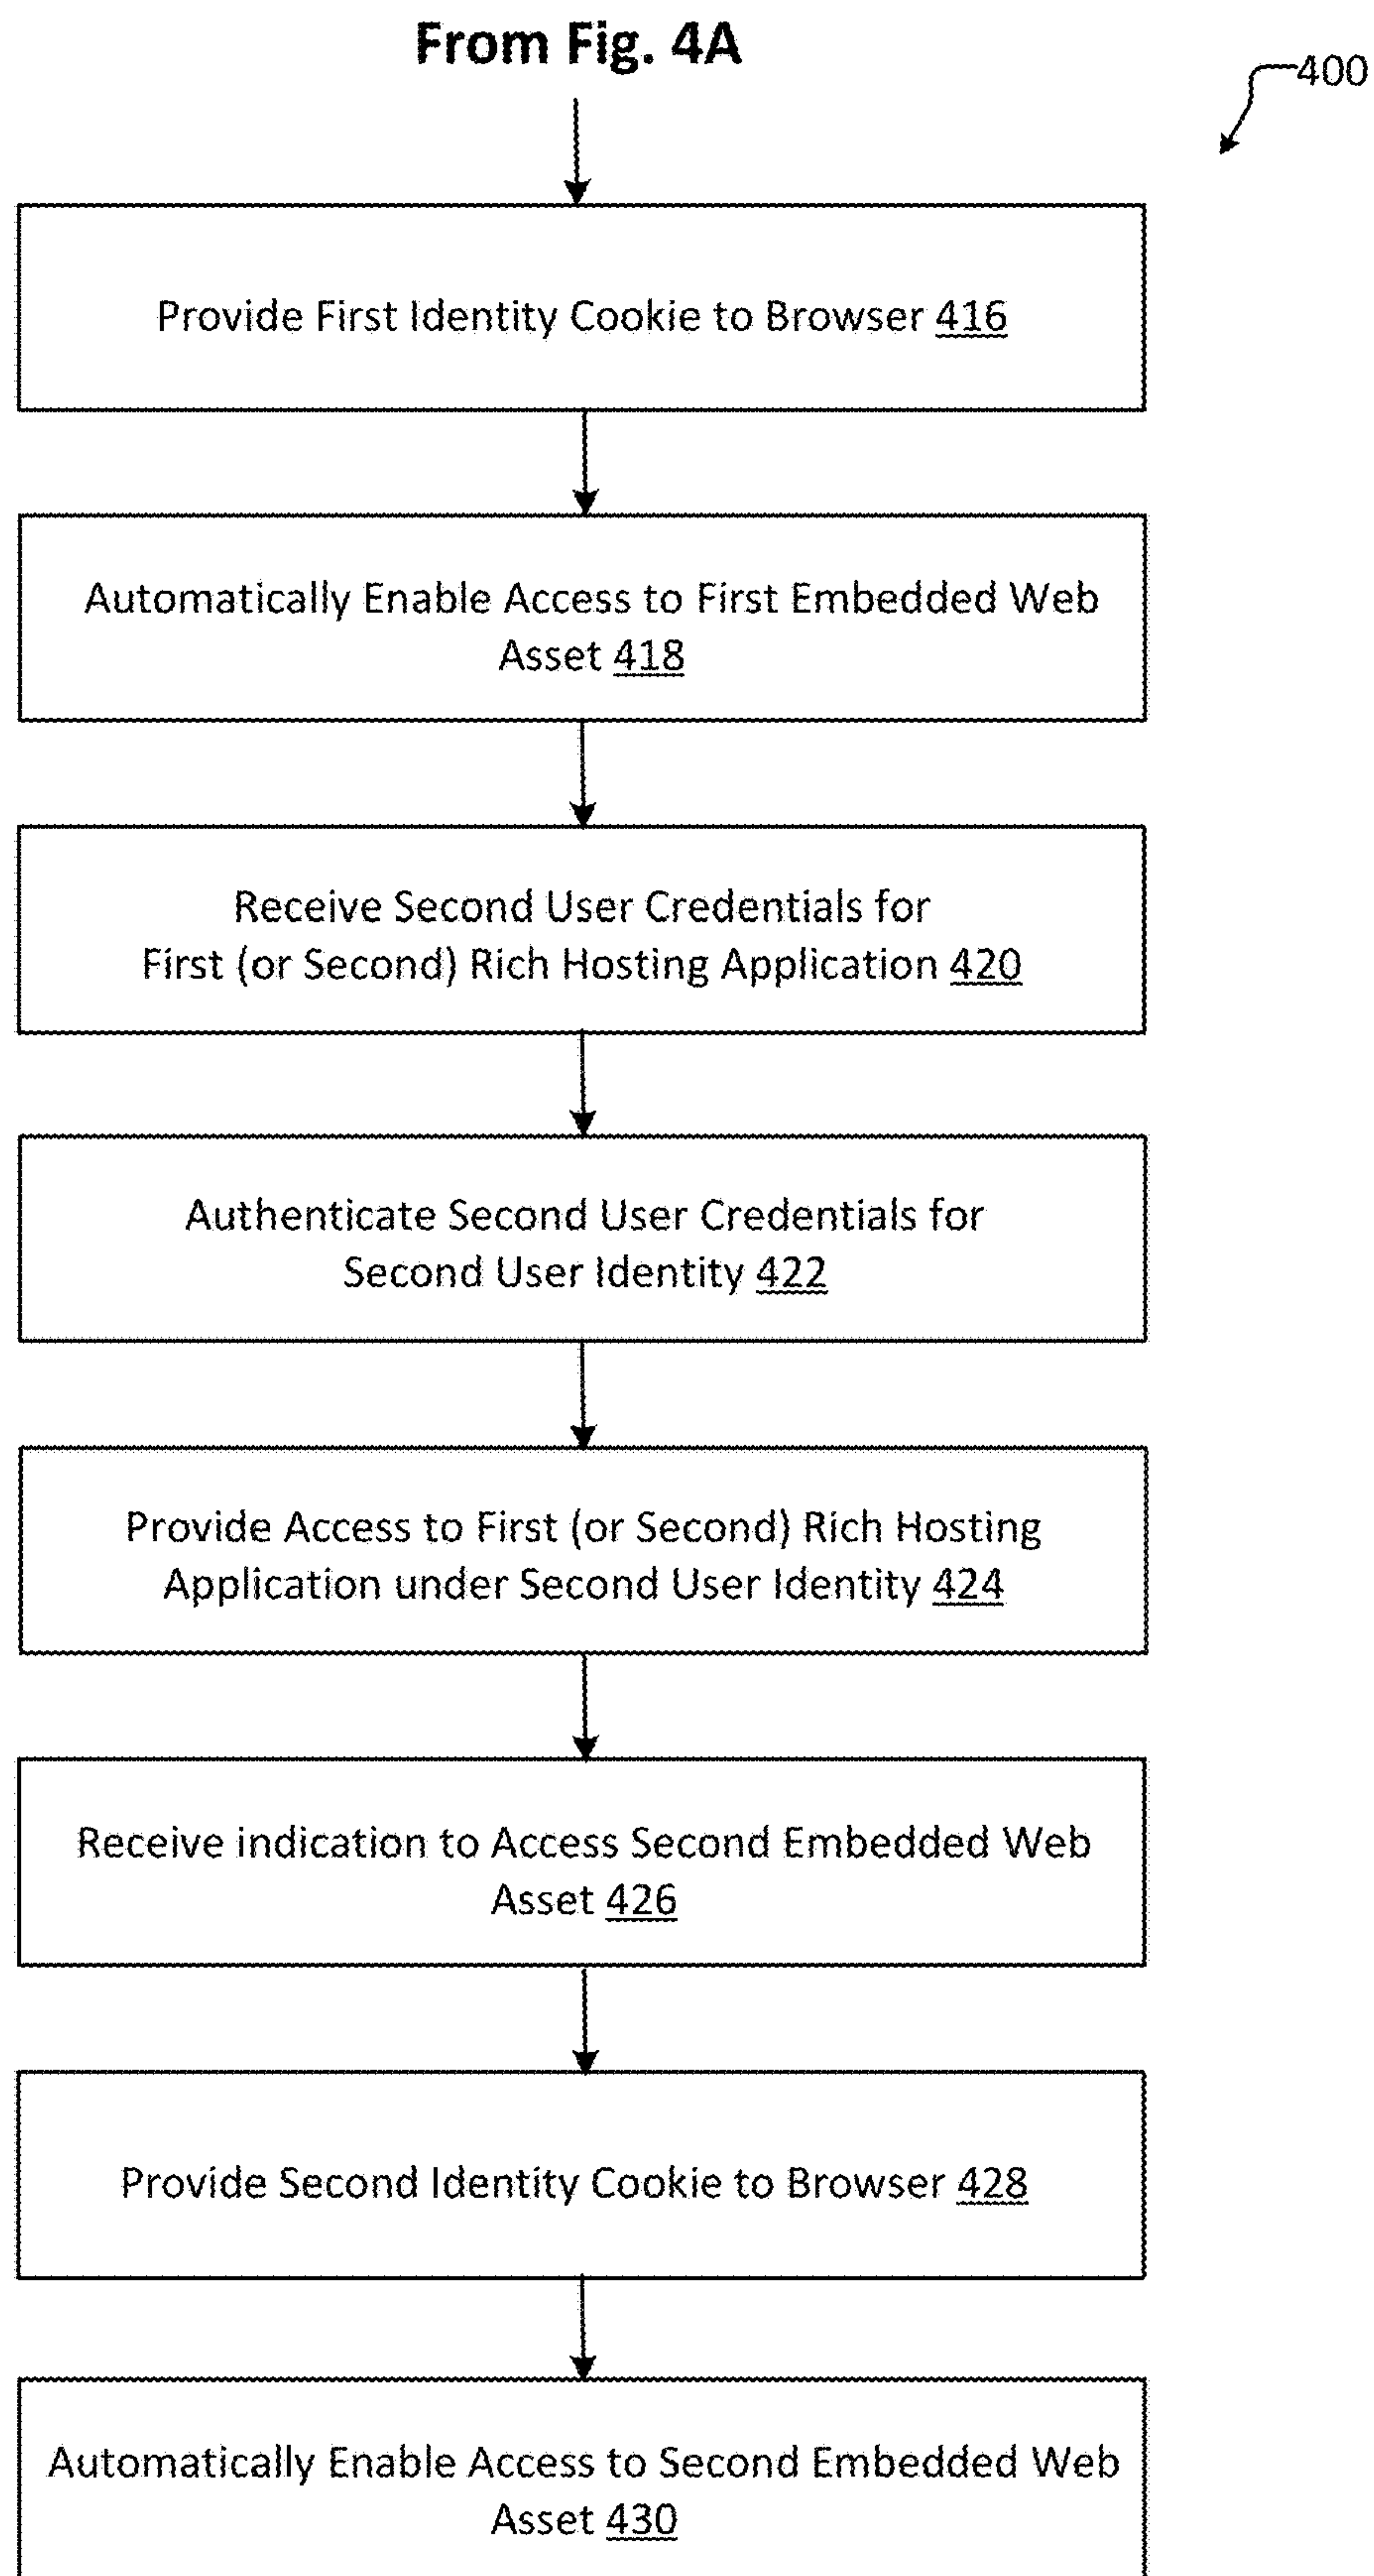 From Fig. 4A
400
Provide First Identity Cookie to Browser 416
Automatically Enable Access to First Embedded Web
Asset 418
Receive Second User Credentials for
First (or Second) Rich Hosting Application 420
Authenticate Second User Credentials for
Second User Identity 422
Provide Access to First (or Second) Rich Hosting
Application under Second User Identity 424
Receive indication to Access Second Embedded Web
Asset 426
Provide Second Identity Cookie to Browser 428
Automatically Enable Access to Second Embedded Web
Asset 430